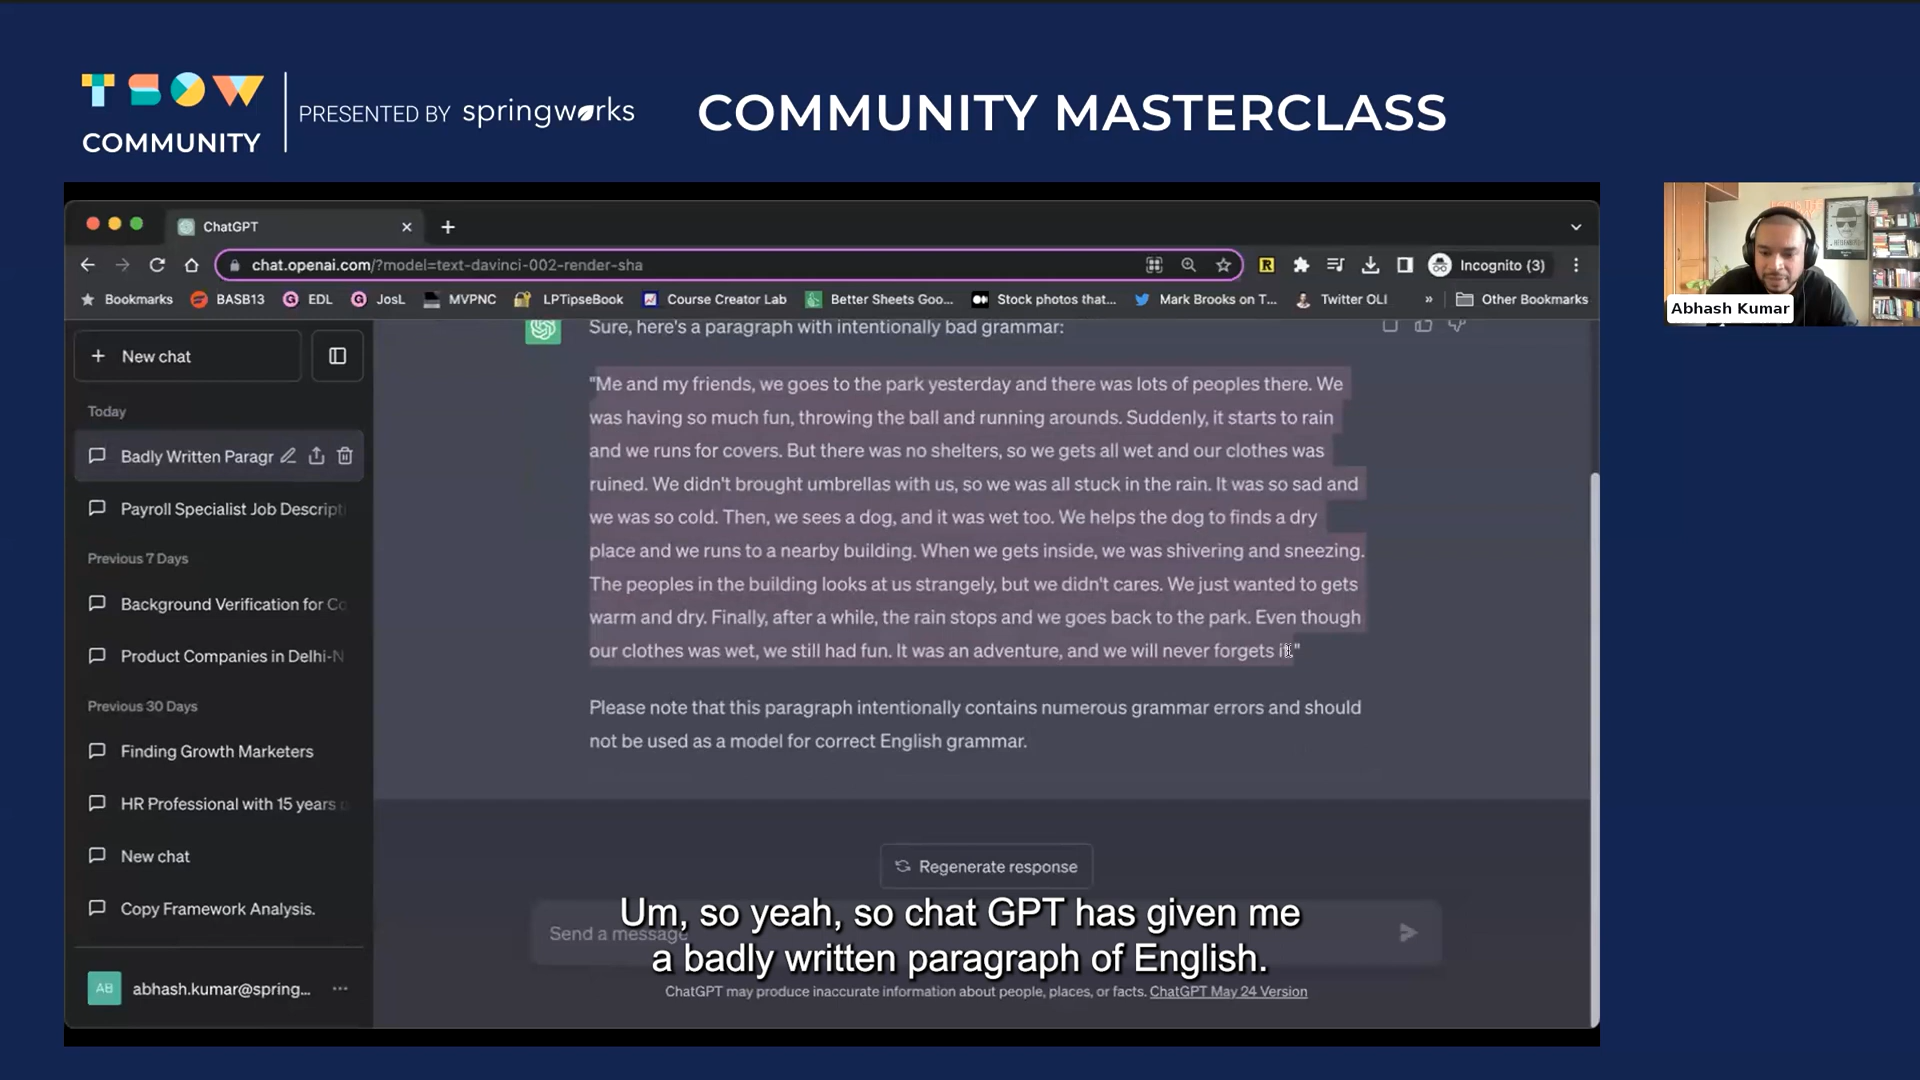 TSOW
COMMUNITY
PRESENTED BY springworks
COMMUNITY MASTERCLASS
Abhash Kumar
ChatGPT
chat.openai.com/?model=text-davinci-002-render-sha
Incognito (3)
Bookmarks
BASB13
EDL
JosL
MVPNC
LPTipseBook
Course Creator Lab
Better Sheets Goo...
Stock photos that...
Mark Brooks on T...
Twitter OLI
»
Other Bookmarks
New chat
Today
Badly Written Paragr
Payroll Specialist Job Descripti
Previous 7 Days
Background Verification for Co
Product Companies in Delhi-N
Previous 30 Days
Finding Growth Marketers
HR Professional with 15 years o
New chat
Copy Framework Analysis.
AB
abhash.kumar@spring...
Sure, here's a paragraph with intentionally bad grammar:
"Me and my friends, we goes to the park yesterday and there was lots of peoples there. We
was having so much fun, throwing the ball and running arounds. Suddenly, it starts to rain
and we runs for covers. But there was no shelters, so we gets all wet and our clothes was
ruined. We didn't brought umbrellas with us, so we was all stuck in the rain. It was so sad and
we was so cold. Then, we sees a dog, and it was wet too. We helps the dog to finds a dry
place and we runs to a nearby building. When we gets inside, we was shivering and sneezing.
The peoples in the building looks at us strangely, but we didn't cares. We just wanted to gets
warm and dry. Finally, after a while, the rain stops and we goes back to the park. Even though
our clothes was wet, we still had fun. It was an adventure, and we will never forgets it."
Please note that this paragraph intentionally contains numerous grammar errors and should
not be used as a model for correct English grammar.
Regenerate response
Send a message
Um, so yeah, so chat GPT has given me
a badly written paragraph of English.
ChatGPT may produce inaccurate information about people, places, or facts. ChatGPT May 24 Version